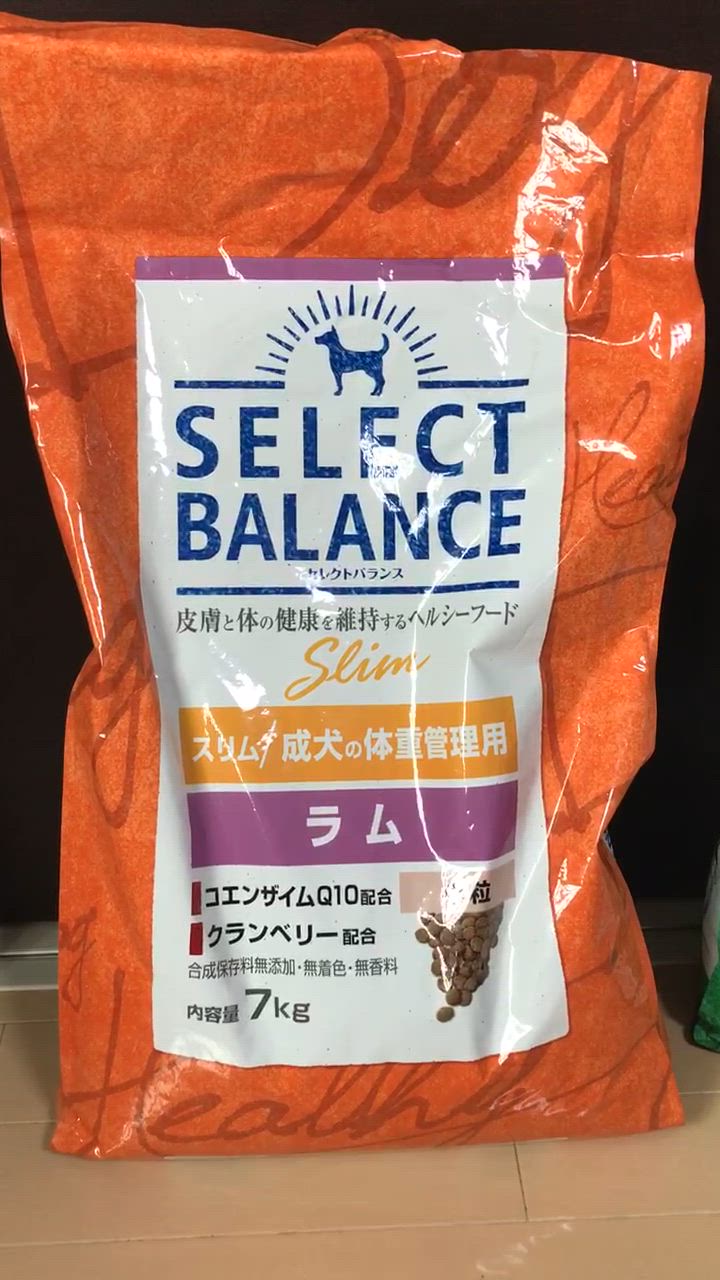 SELECT
BALANCE
セレクトバランス
皮膚と体の健康を維持するヘルシーフード
Slim
スリム/成犬の体重管理用
ラム
コエンザイムQ10配合
粒
クランベリー配合
合成保存料無添加・無着色・無香料
内容量 7kg
Healthy